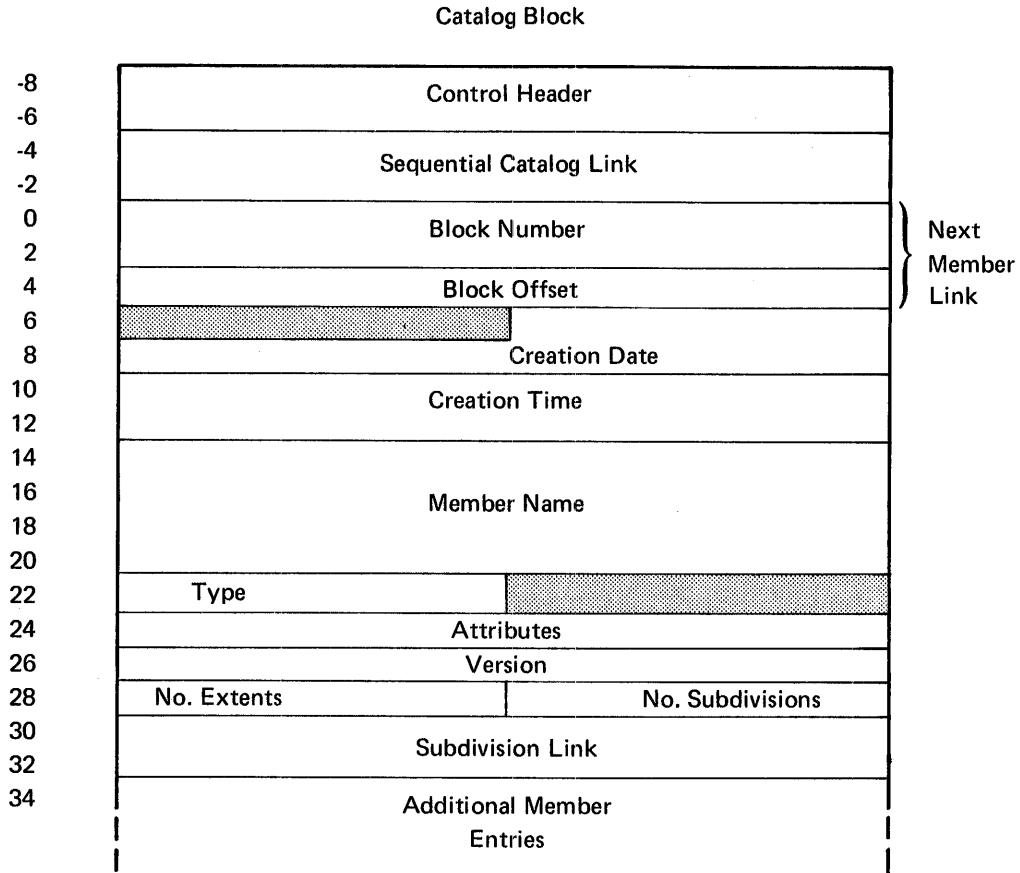 Catalog Block
-8
Control Header
-6
-4
Sequential Catalog Link
-2
0
Block Number
Next
2
Member
4
Block Offset
Link
6
8
Creation Date
10
Creation Time
12
14
16
Member Name
18
20
22
Type
24
Attributes
26
Version
28
No. Extents
No. Subdivisions
30
Subdivision Link
32
34
Additional Member
Entries